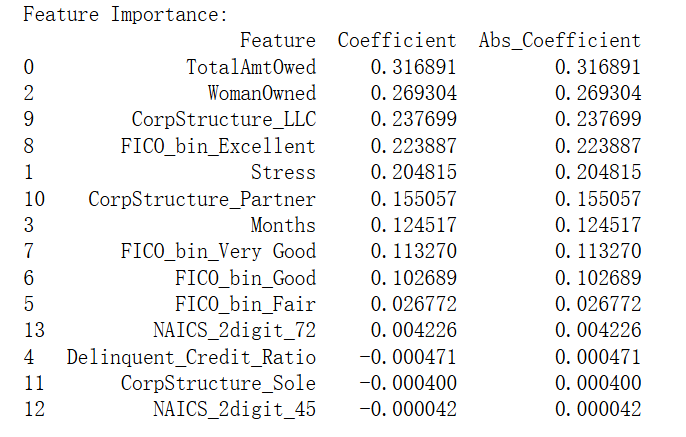 Feature Importance:
Feature Coefficient Abs_Coefficient
0 TotalAmtOwed 0.316891 0.316891
2 WomanOwned 0.269304 0.269304
9 CorpStructure_LLC 0.237699 0.237699
8 FICO_bin_Excellent 0.223887 0.223887
1 Stress 0.204815 0.204815
10 CorpStructure_Partner 0.155057 0.155057
3 Months 0.124517 0.124517
7 FICO_bin_Very Good 0.113270 0.113270
6 FICO_bin_Good 0.102689 0.102689
5 FICO_bin_Fair 0.026772 0.026772
13 NAICS_2digit_72 0.004226 0.004226
4 Delinquent_Credit_Ratio -0.000471 0.000471
11 CorpStructure_Sole -0.000400 0.000400
12 NAICS_2digit_45 -0.000042 0.000042